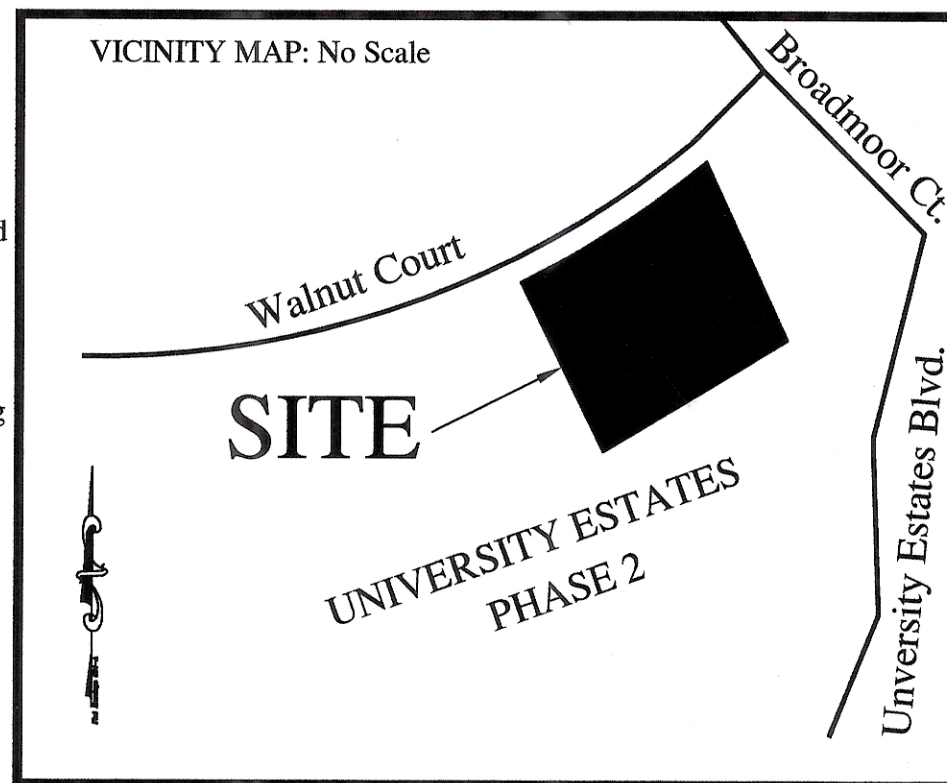 VICINITY MAP: No Scale
Broadmoor Ct.
d
Walnut Court
g
SITE
UNIVERSITY ESTATES
PHASE 2
Unversity Estates Blvd.